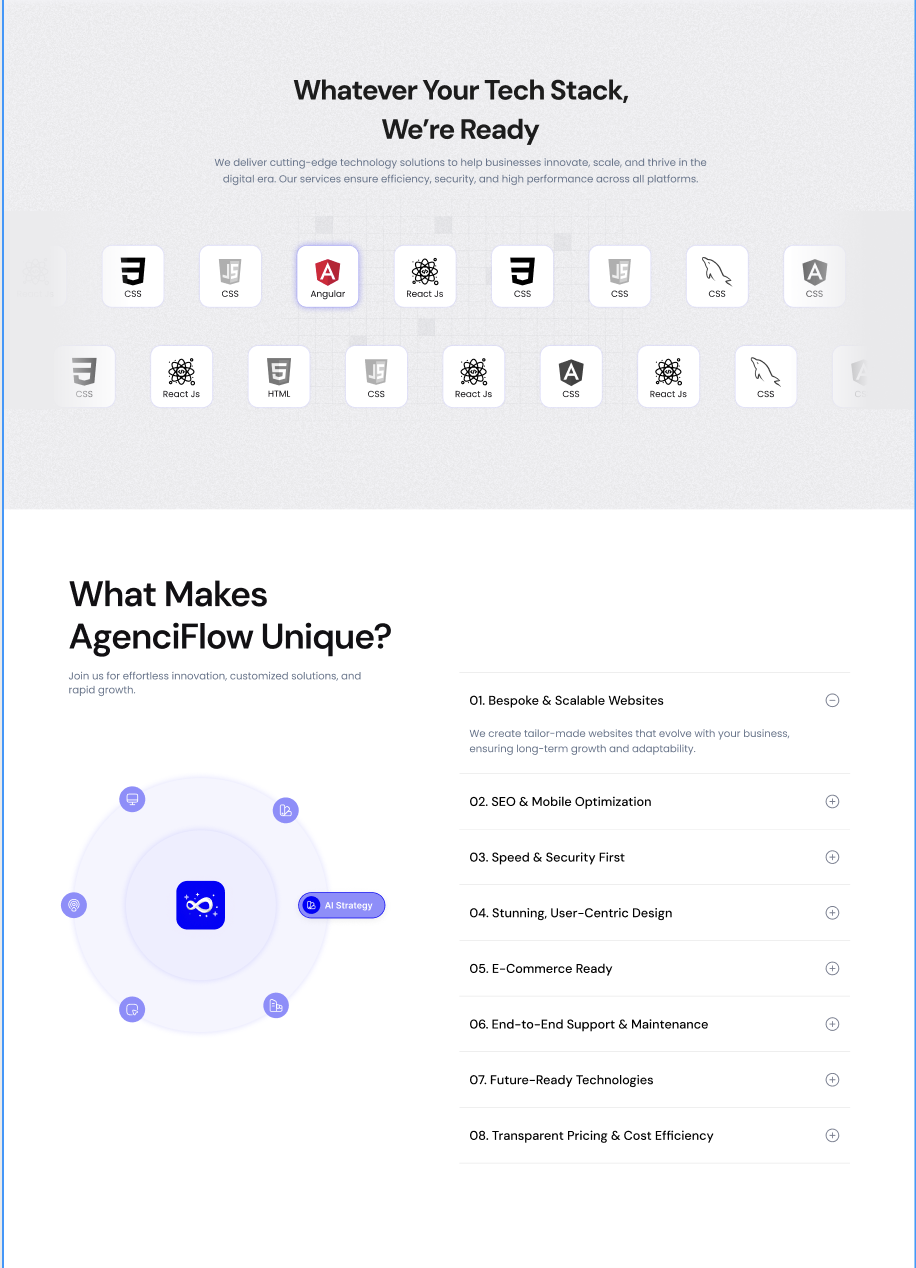 Whatever Your Tech Stack,
We’re Ready
We deliver cutting-edge technology solutions to help businesses innovate, scale, and thrive in the
digital era. Our services ensure efficiency, security, and high performance across all platforms.
CSS
CSS
Angular
React Js
CSS
CSS
CSS
CSS
CSS
React Js
HTML
CSS
React Js
CSS
React Js
CSS
What Makes
AgenciFlow Unique?
Join us for effortless innovation, customized solutions, and
rapid growth.
AI Strategy
01. Bespoke & Scalable Websites
We create tailor-made websites that evolve with your business,
ensuring long-term growth and adaptability.
02. SEO & Mobile Optimization
03. Speed & Security First
04. Stunning, User-Centric Design
05. E-Commerce Ready
06. End-to-End Support & Maintenance
07. Future-Ready Technologies
08. Transparent Pricing & Cost Efficiency